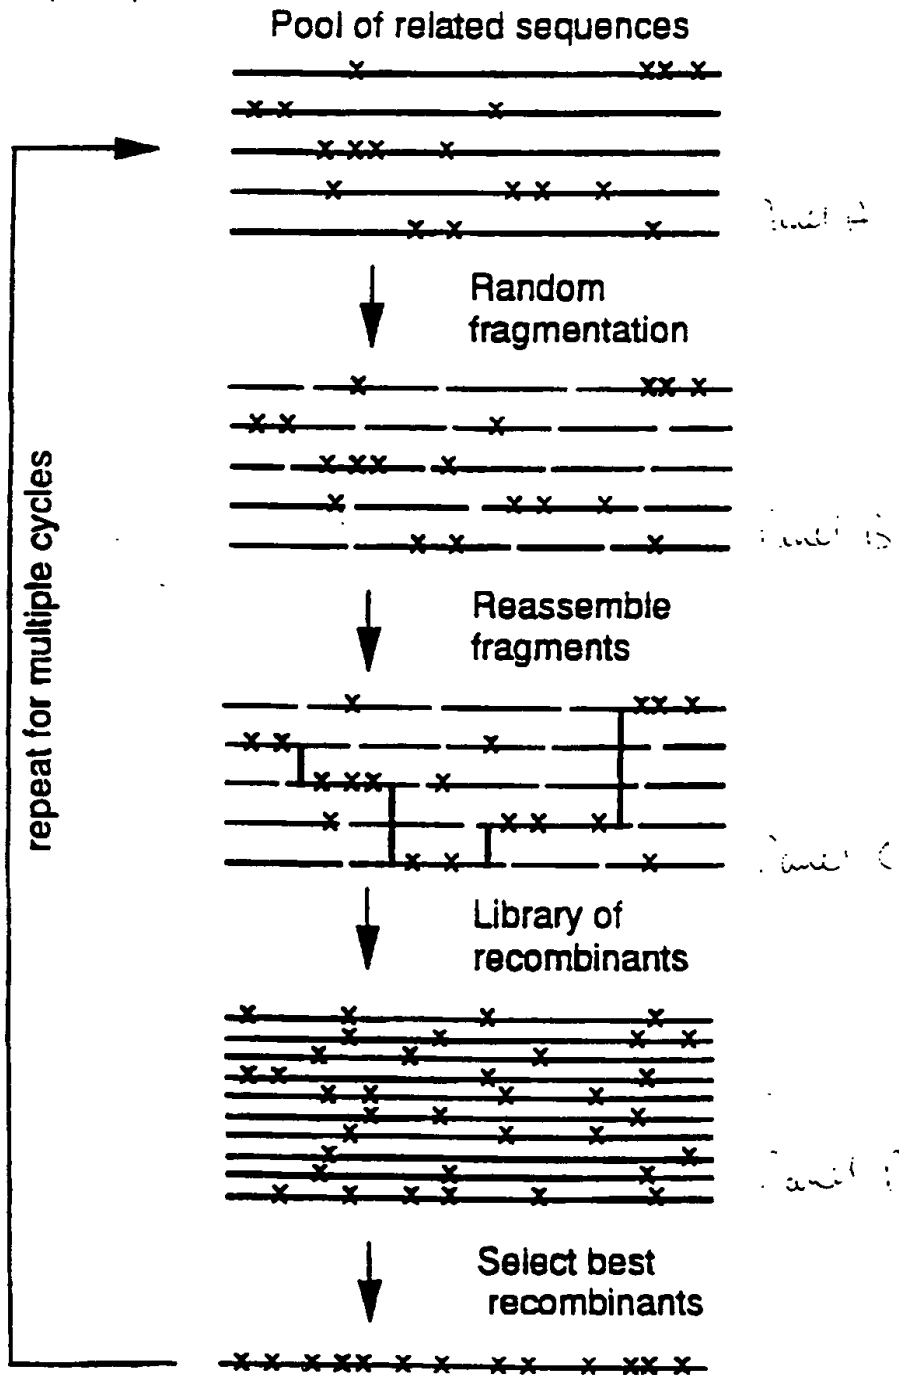 Pool of related sequences
Random
fragmentation
Reassemble
fragments
repeat for multiple cycles
Library of
recombinants
Select best
recombinants